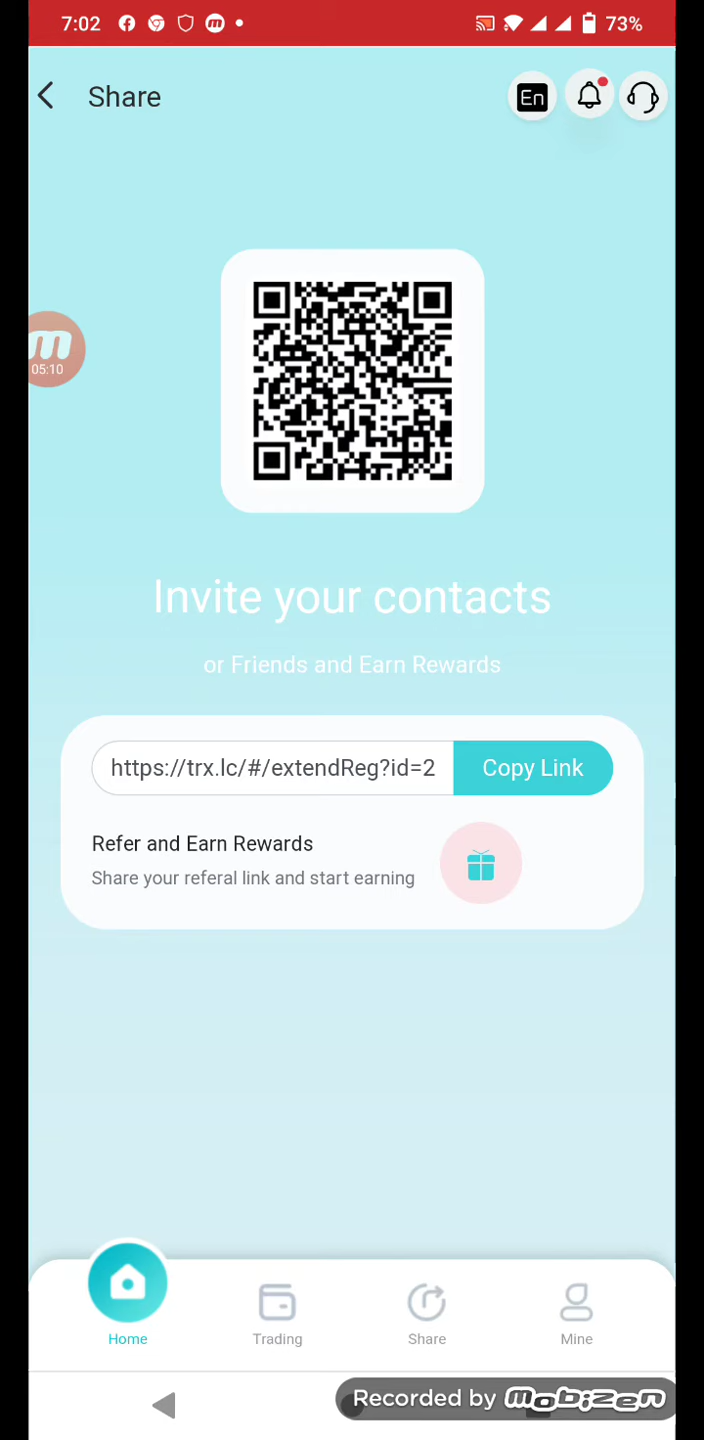 7:02
73%
Share
En
m
05:10
Invite your contacts
or Friends and Earn Rewards
https://trx.lc/#/extendReg?id=2
Copy Link
Refer and Earn Rewards
Share your referal link and start earning
Home
Trading
Share
Mine
Recorded by mobizen